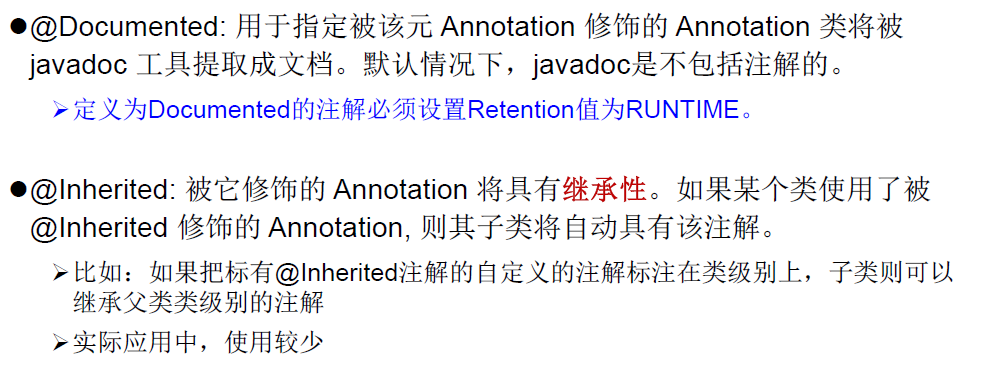 ●@Documented: 用于指定被该元 Annotation 修饰的 Annotation 类将被
javadoc 工具提取成文档。默认情况下，javadoc是不包括注解的。
➢定义为Documented的注解必须设置Retention值为RUNTIME。
●@Inherited: 被它修饰的 Annotation 将具有继承性。如果某个类使用了被
@Inherited 修饰的 Annotation, 则其子类将自动具有该注解。
➢比如：如果把标有@Inherited注解的自定义的注解标注在类级别上，子类则可以
继承父类类级别的注解
➢实际应用中，使用较少